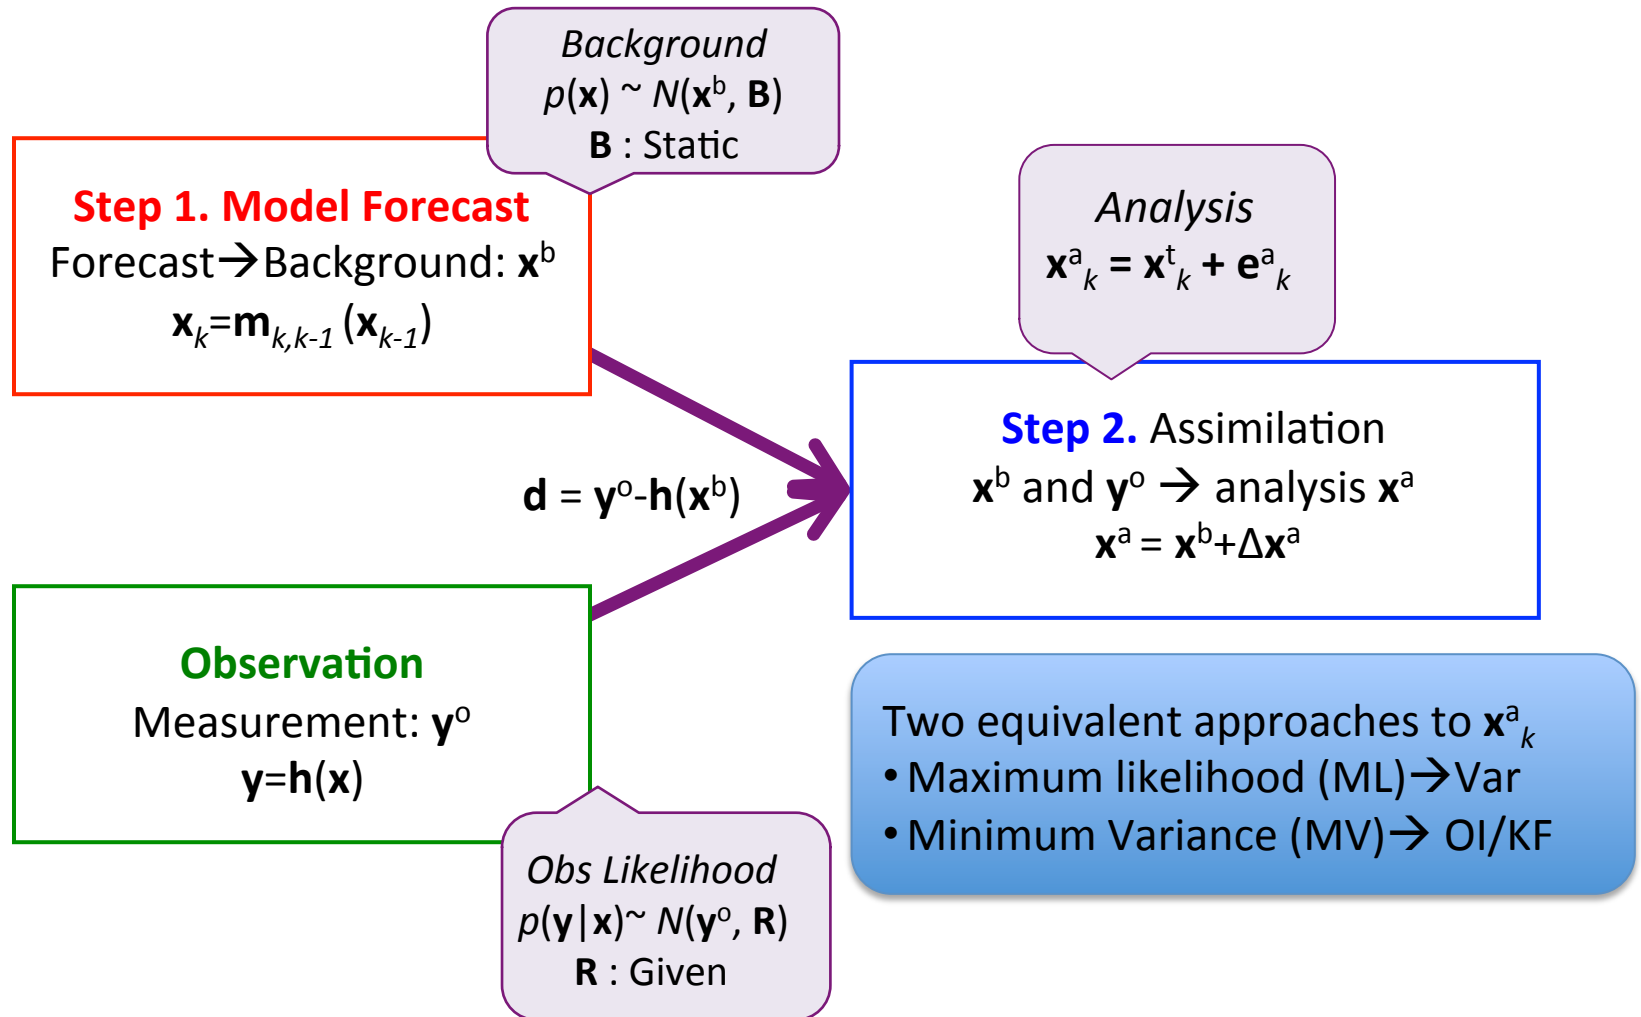 Background
p(x) ~ N(xᵇ, B)
B : Static
Step 1. Model Forecast
Forecast→Background: xᵇ
xₖ=mₖ,ₖ₋₁ (xₖ₋₁)
Analysis
xᵃₖ = xᵗₖ + eᵃₖ
d = yᵒ-h(xᵇ)
Step 2. Assimilation
xᵇ and yᵒ → analysis xᵃ
xᵃ = xᵇ+Δxᵃ
Observation
Measurement: yᵒ
y=h(x)
Obs Likelihood
p(y|x)~ N(yᵒ, R)
R : Given
Two equivalent approaches to xᵃₖ
• Maximum likelihood (ML)→Var
• Minimum Variance (MV)→ OI/KF